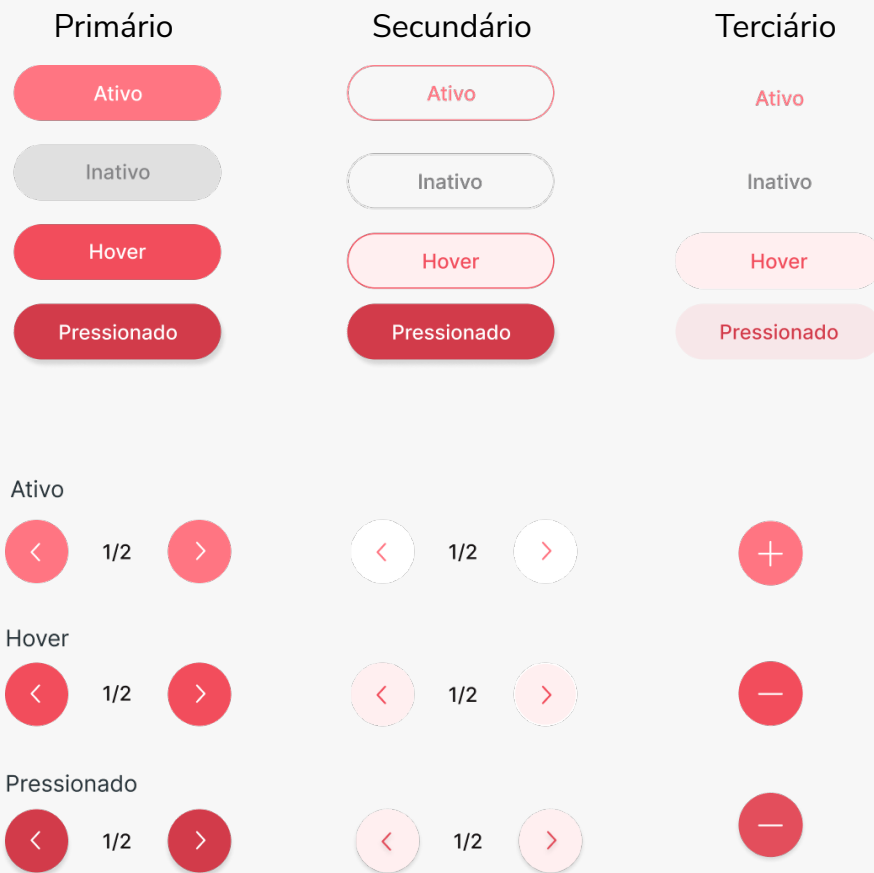 Primário Secundário Terciário
Ativo Ativo Ativo
Inativo Inativo Inativo
Hover Hover Hover
Pressionado Pressionado Pressionado
Ativo
1/2 1/2
Hover
1/2 1/2
Pressionado
1/2 1/2